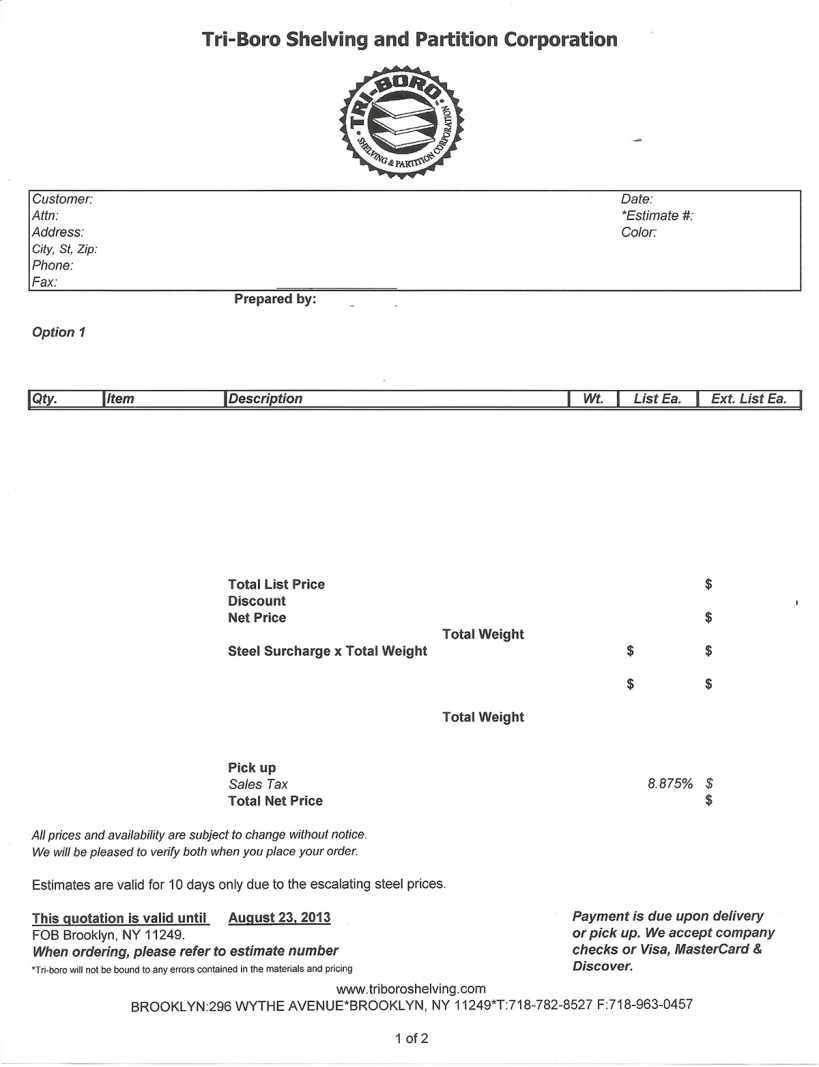 Tri-Boro Shelving and Partition Corporation
TRI-BORO
* SHELVING & PARTITION CORPORATION
Customer: Date:
Attn: *Estimate #:
Address: Color:
City, St, Zip:
Phone:
Fax:
Prepared by:
Option 1
Qty. Item Description Wt. List Ea. Ext. List Ea.
Total List Price $
Discount
Net Price $
Total Weight
Steel Surcharge x Total Weight $ $
$ $
Total Weight
Pick up
Sales Tax 8.875% $
Total Net Price $
All prices and availability are subject to change without notice.
We will be pleased to verify both when you place your order.
Estimates are valid for 10 days only due to the escalating steel prices.
This quotation is valid until August 23, 2013
FOB Brooklyn, NY 11249.
When ordering, please refer to estimate number
*Tri-boro will not be bound to any errors contained in the materials and pricing
Payment is due upon delivery
or pick up. We accept company
checks or Visa, MasterCard &
Discover.
www.triboroshelving.com
BROOKLYN:296 WYTHE AVENUE*BROOKLYN, NY 11249*T:718-782-8527 F:718-963-0457
1 of 2